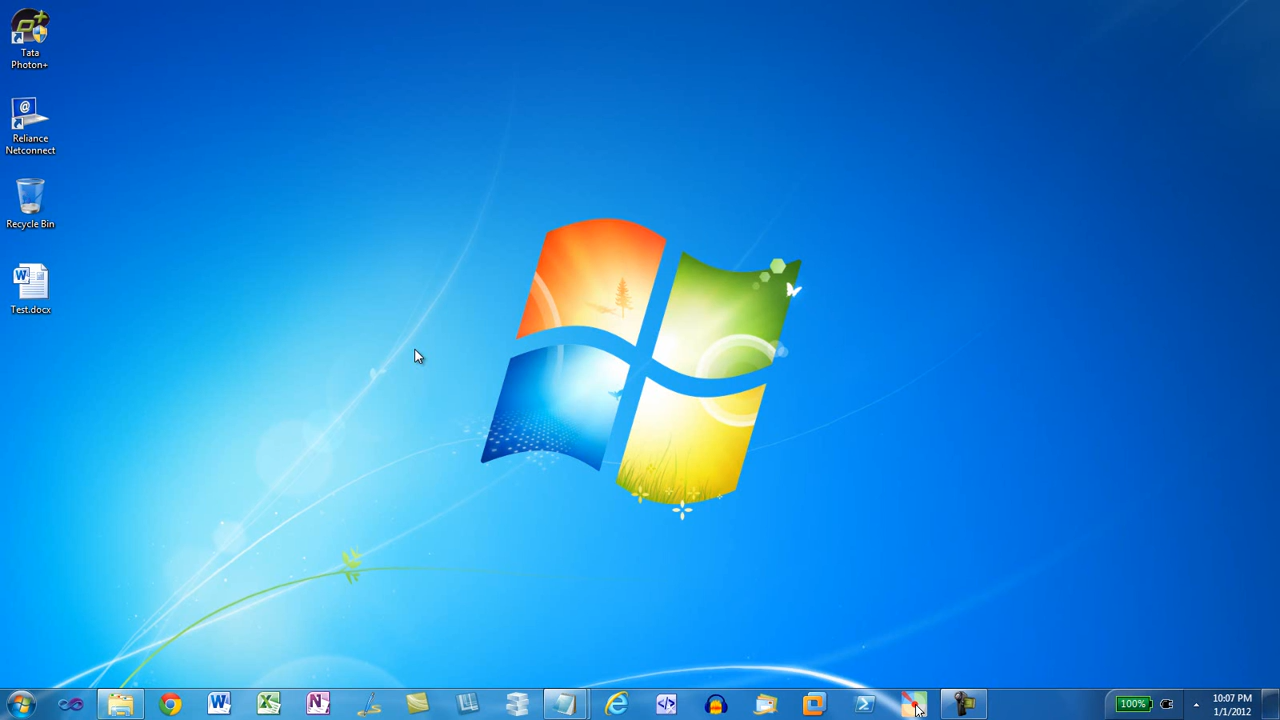 Tata
Photon+
Reliance
Netconnect
Recycle Bin
Test.docx
100%
10:07 PM
1/1/2012